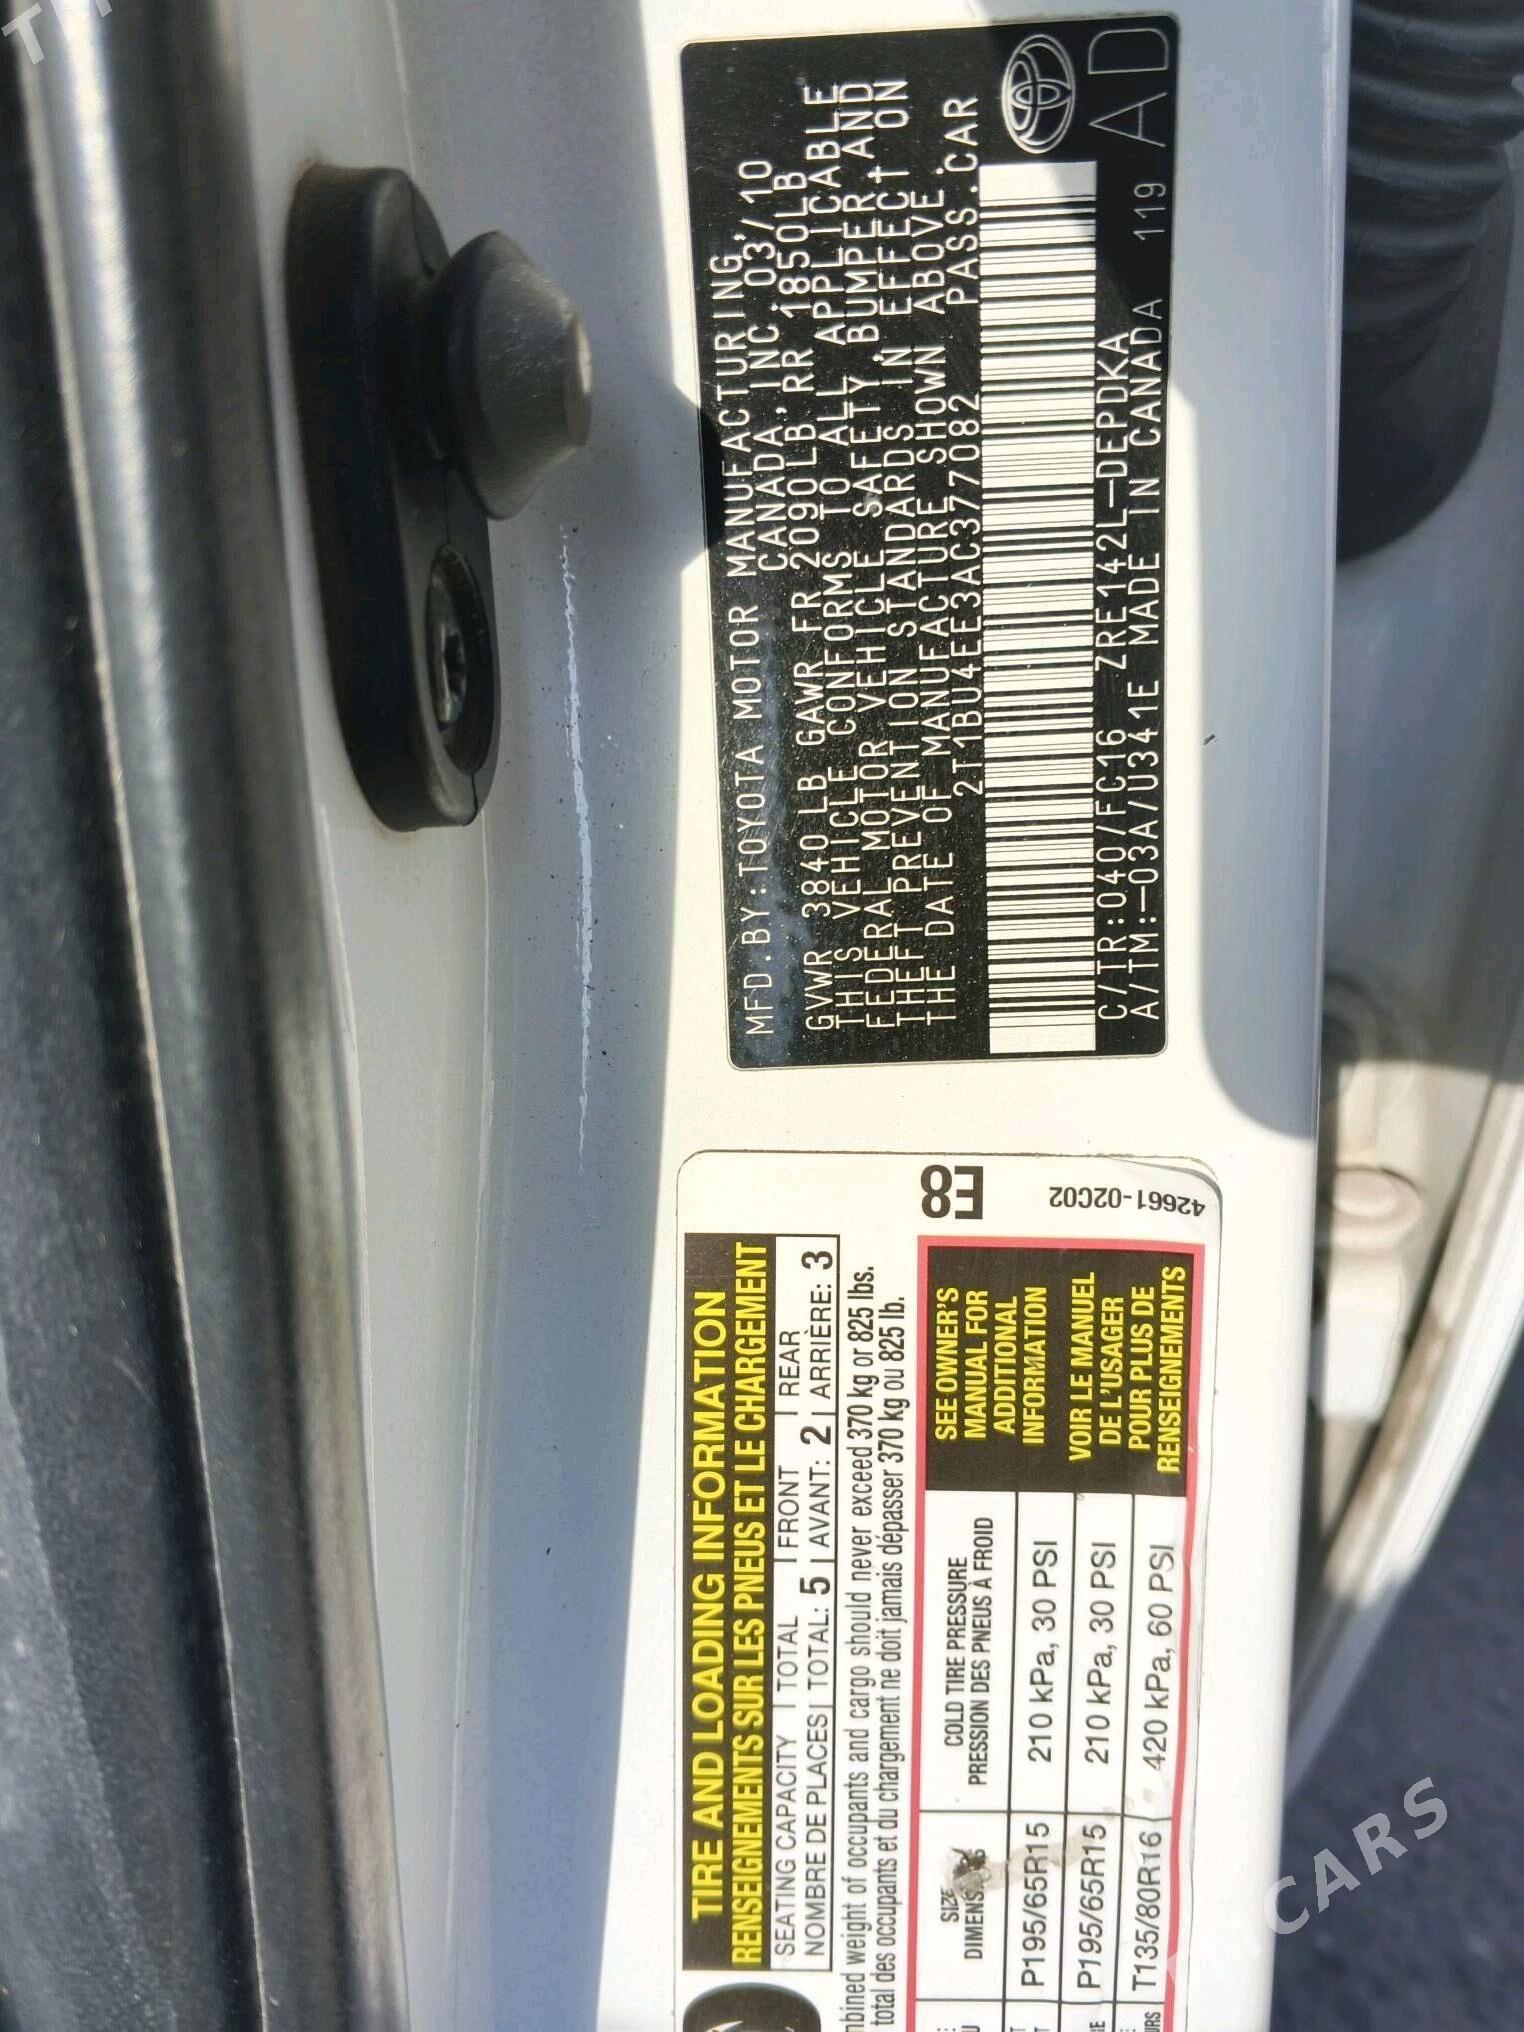 MFD.BY:TOYOTA MOTOR MANUFACTURING,
CANADA,INC. 03/10
GVWR 3840LB GAWR FR 2090LB,RR 1850LB
THIS VEHICLE CONFORMS TO ALL APPLICABLE
FEDERAL MOTOR VEHICLE SAFETY, BUMPER, AND
THEFT PREVENTION STANDARDS IN EFFECT ON
THE DATE OF MANUFACTURE SHOWN ABOVE.
2T1BU4EE3AC377082 PASS.CAR
C/TR:040/FC16 ZRE142L-DEPDKA
A/TM:-03A/U341E MADE IN CANADA 119 AD
TIRE AND LOADING INFORMATION
RENSEIGNEMENTS SUR LES PNEUS ET LE CHARGEMENT
SEATING CAPACITY | TOTAL | FRONT | REAR
NOMBRE DE PLACES | TOTAL: 5 | AVANT: 2 | ARRIÈRE: 3
weight of occupants and cargo should never exceed 370 kg or 825 lbs.
total des occupants et du chargement ne doit jamais dépasser 370 kg ou 825 lb.
E8
42661-02C02
SIZE
COLD TIRE PRESSURE
PRESSION DES PNEUS À FROID
P195/65R15 210 kPa, 30 PSI
P195/65R15 210 kPa, 30 PSI
T135/80R16 420 kPa, 60 PSI
SEE OWNER'S
MANUAL FOR
ADDITIONAL
INFORMATION
VOIR LE MANUEL
DE L'USAGER
POUR PLUS DE
RENSEIGNEMENTS
TMCARS